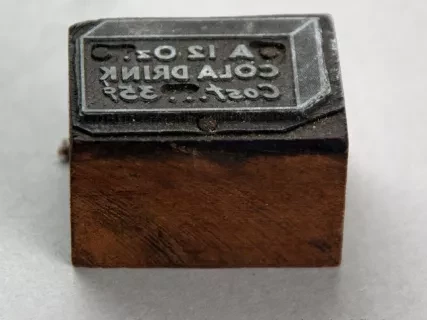 A 12 Oz.
COLA DRINK
Cost... 35¢